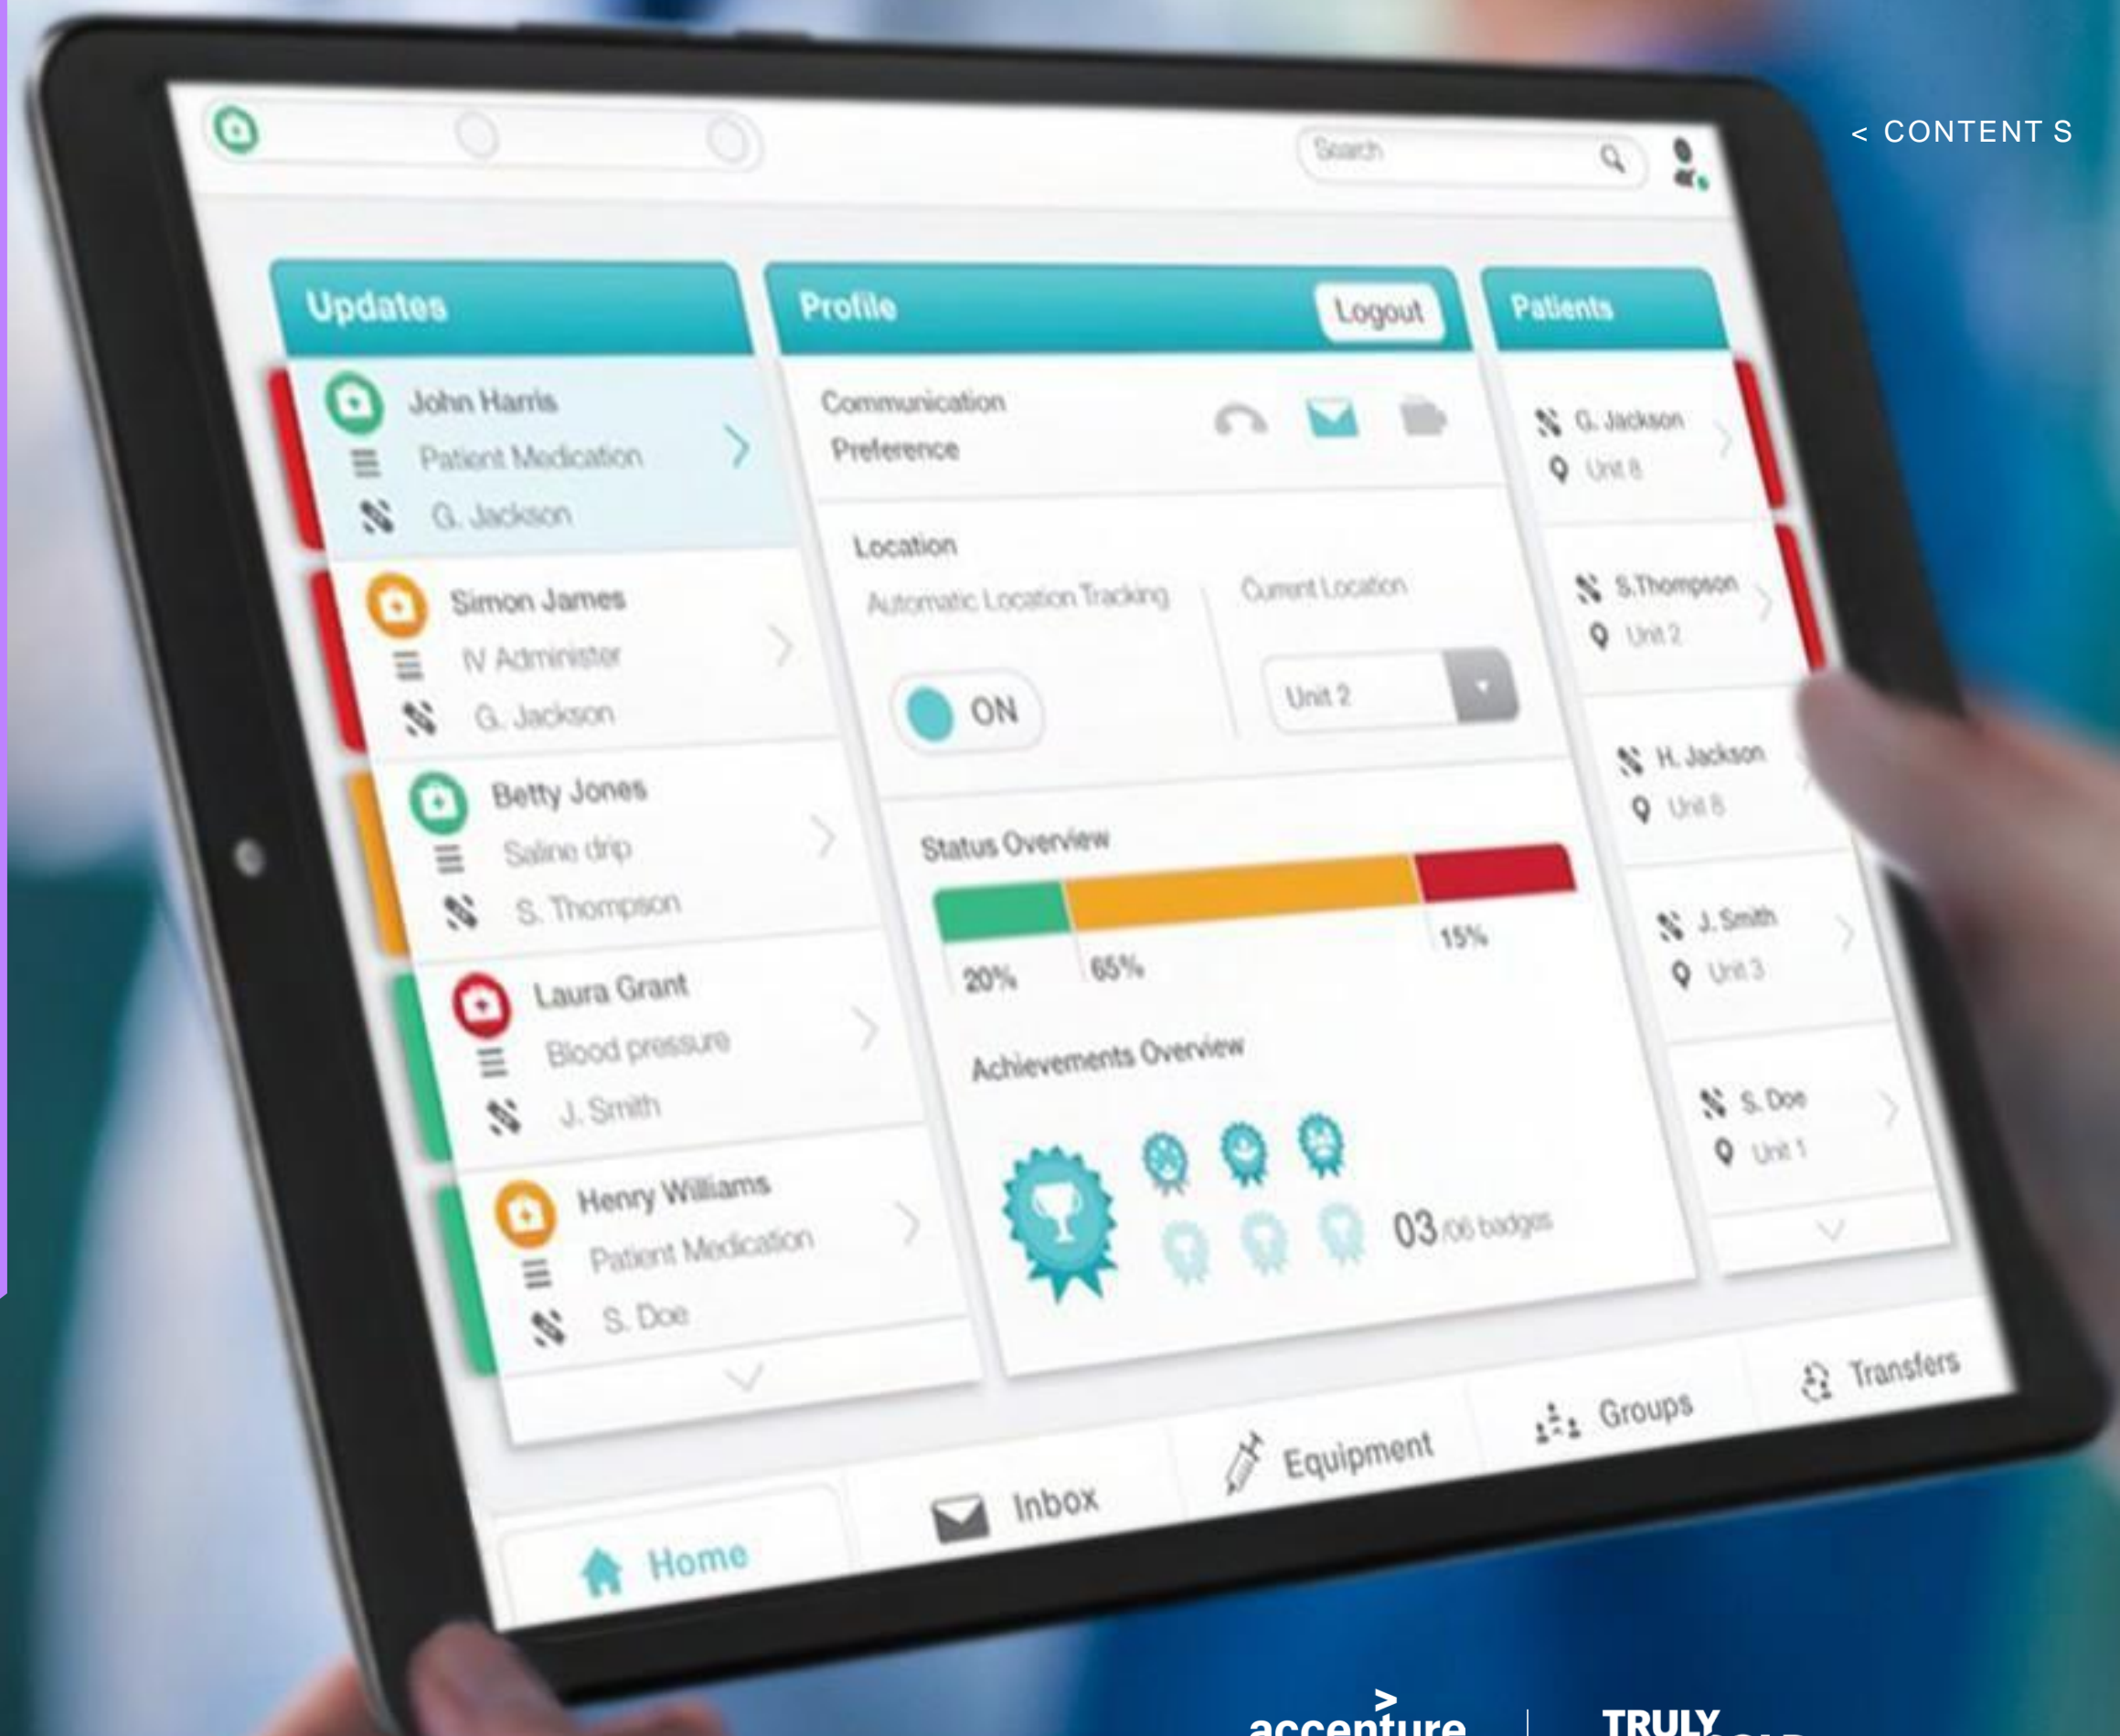 < CONTENT S
Search
Updates
John Harris
Patient Medication
G. Jackson
Simon James
IV Administer
G. Jackson
Betty Jones
Saline drip
S. Thompson
Laura Grant
Blood pressure
J. Smith
Henry Williams
Patient Medication
S. Doe
Profile
Logout
Communication
Preference
Location
Automatic Location Tracking
Current Location
ON
Unit 2
Status Overview
20%
65%
15%
Achievements Overview
03/06 badges
Patients
G. Jackson
Unit 8
S.Thompson
Unit 2
H. Jackson
Unit 8
J. Smith
Unit 3
S. Doe
Unit 1
Home
Inbox
Equipment
Groups
Transfers
accenture
TRULY